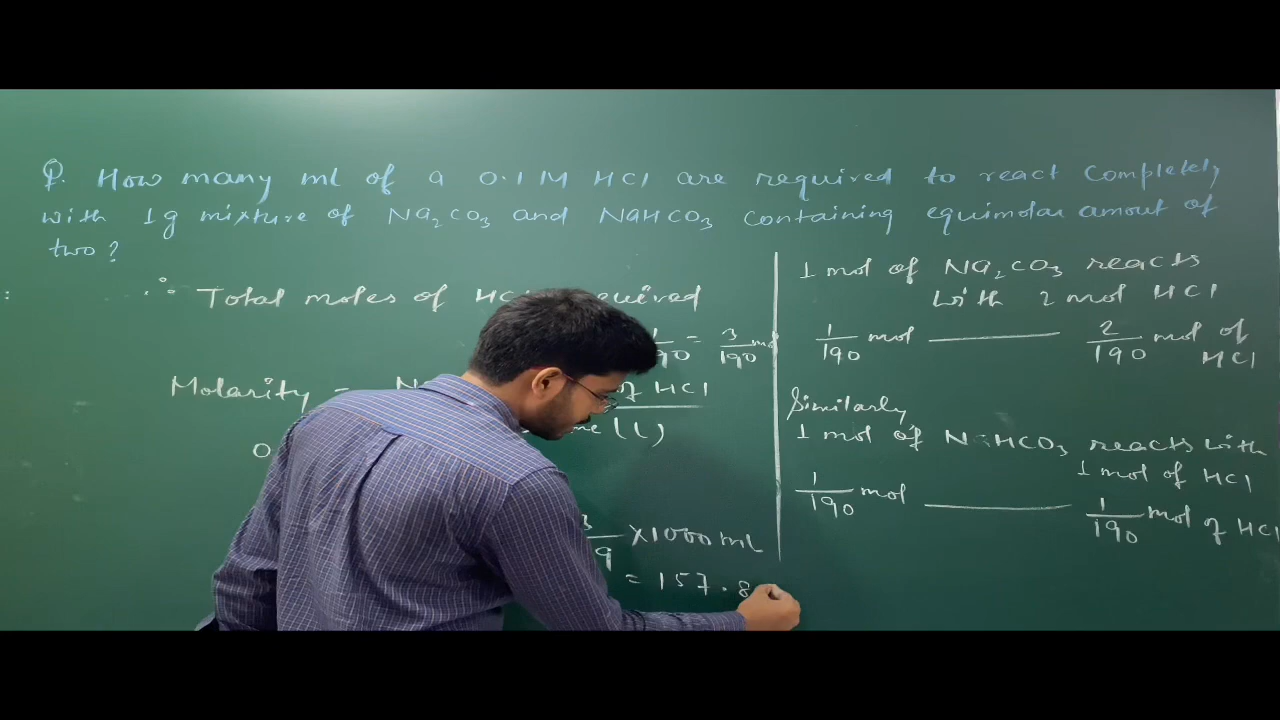 Q. How many ml of a 0.1 M HCl are required to react completely
with 1g mixture of Na₂CO₃ and NaHCO₃ containing equimolar amout of
two?
∴ Total moles of
= 3/190
Molarity =
of HCl
(L)
0
×1000 ml
= 157.8
1 mol of Na₂CO₃ reacts
with 2 mol HCl
1/190 mol —— 2/190 mol of
HCl
Similarly
1 mol of NaHCO₃ reacts with
1 mol of HCl
1/190 mol —— 1/190 mol of HCl